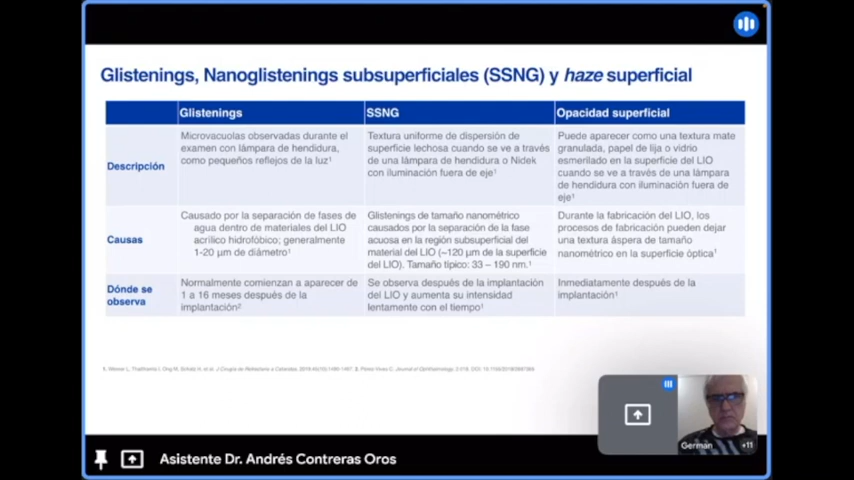 Glistenings, Nanoglistenings subsuperficiales (SSNG) y haze superficial
Glistenings
SSNG
Opacidad superficial
Descripción
Microvacuolas observadas durante el
examen con lámpara de hendidura,
como pequeños reflejos de la luz¹
Textura uniforme de dispersión de
superficie lechosa cuando se ve a través
de una lámpara de hendidura o Nidek
con iluminación fuera de eje¹
Puede aparecer como una textura mate
granulada, papel de lija o vidrio
esmerilado en la superficie del LIO
cuando se ve a través de una lámpara
de hendidura con iluminación fuera de
eje¹
Causas
Causado por la separación de fases de
agua dentro de materiales del LIO
acrílico hidrofóbico; generalmente
1-20 μm de diámetro¹
Glistenings de tamaño nanométrico
causados por la separación de la fase
acuosa en la región subsuperficial del
material del LIO (~120 μm de la superficie
del LIO). Tamaño típico: 33 – 190 nm.¹
Durante la fabricación del LIO, los
procesos de fabricación pueden dejar
una textura áspera de tamaño
nanométrico en la superficie óptica¹
Dónde se
observa
Normalmente comienzan a aparecer de
1 a 16 meses después de la
implantación²
Se observa después de la implantación
del LIO y aumenta su intensidad
lentamente con el tiempo¹
Inmediatamente después de la
implantación¹
German
+11
Asistente Dr. Andrés Contreras Oros